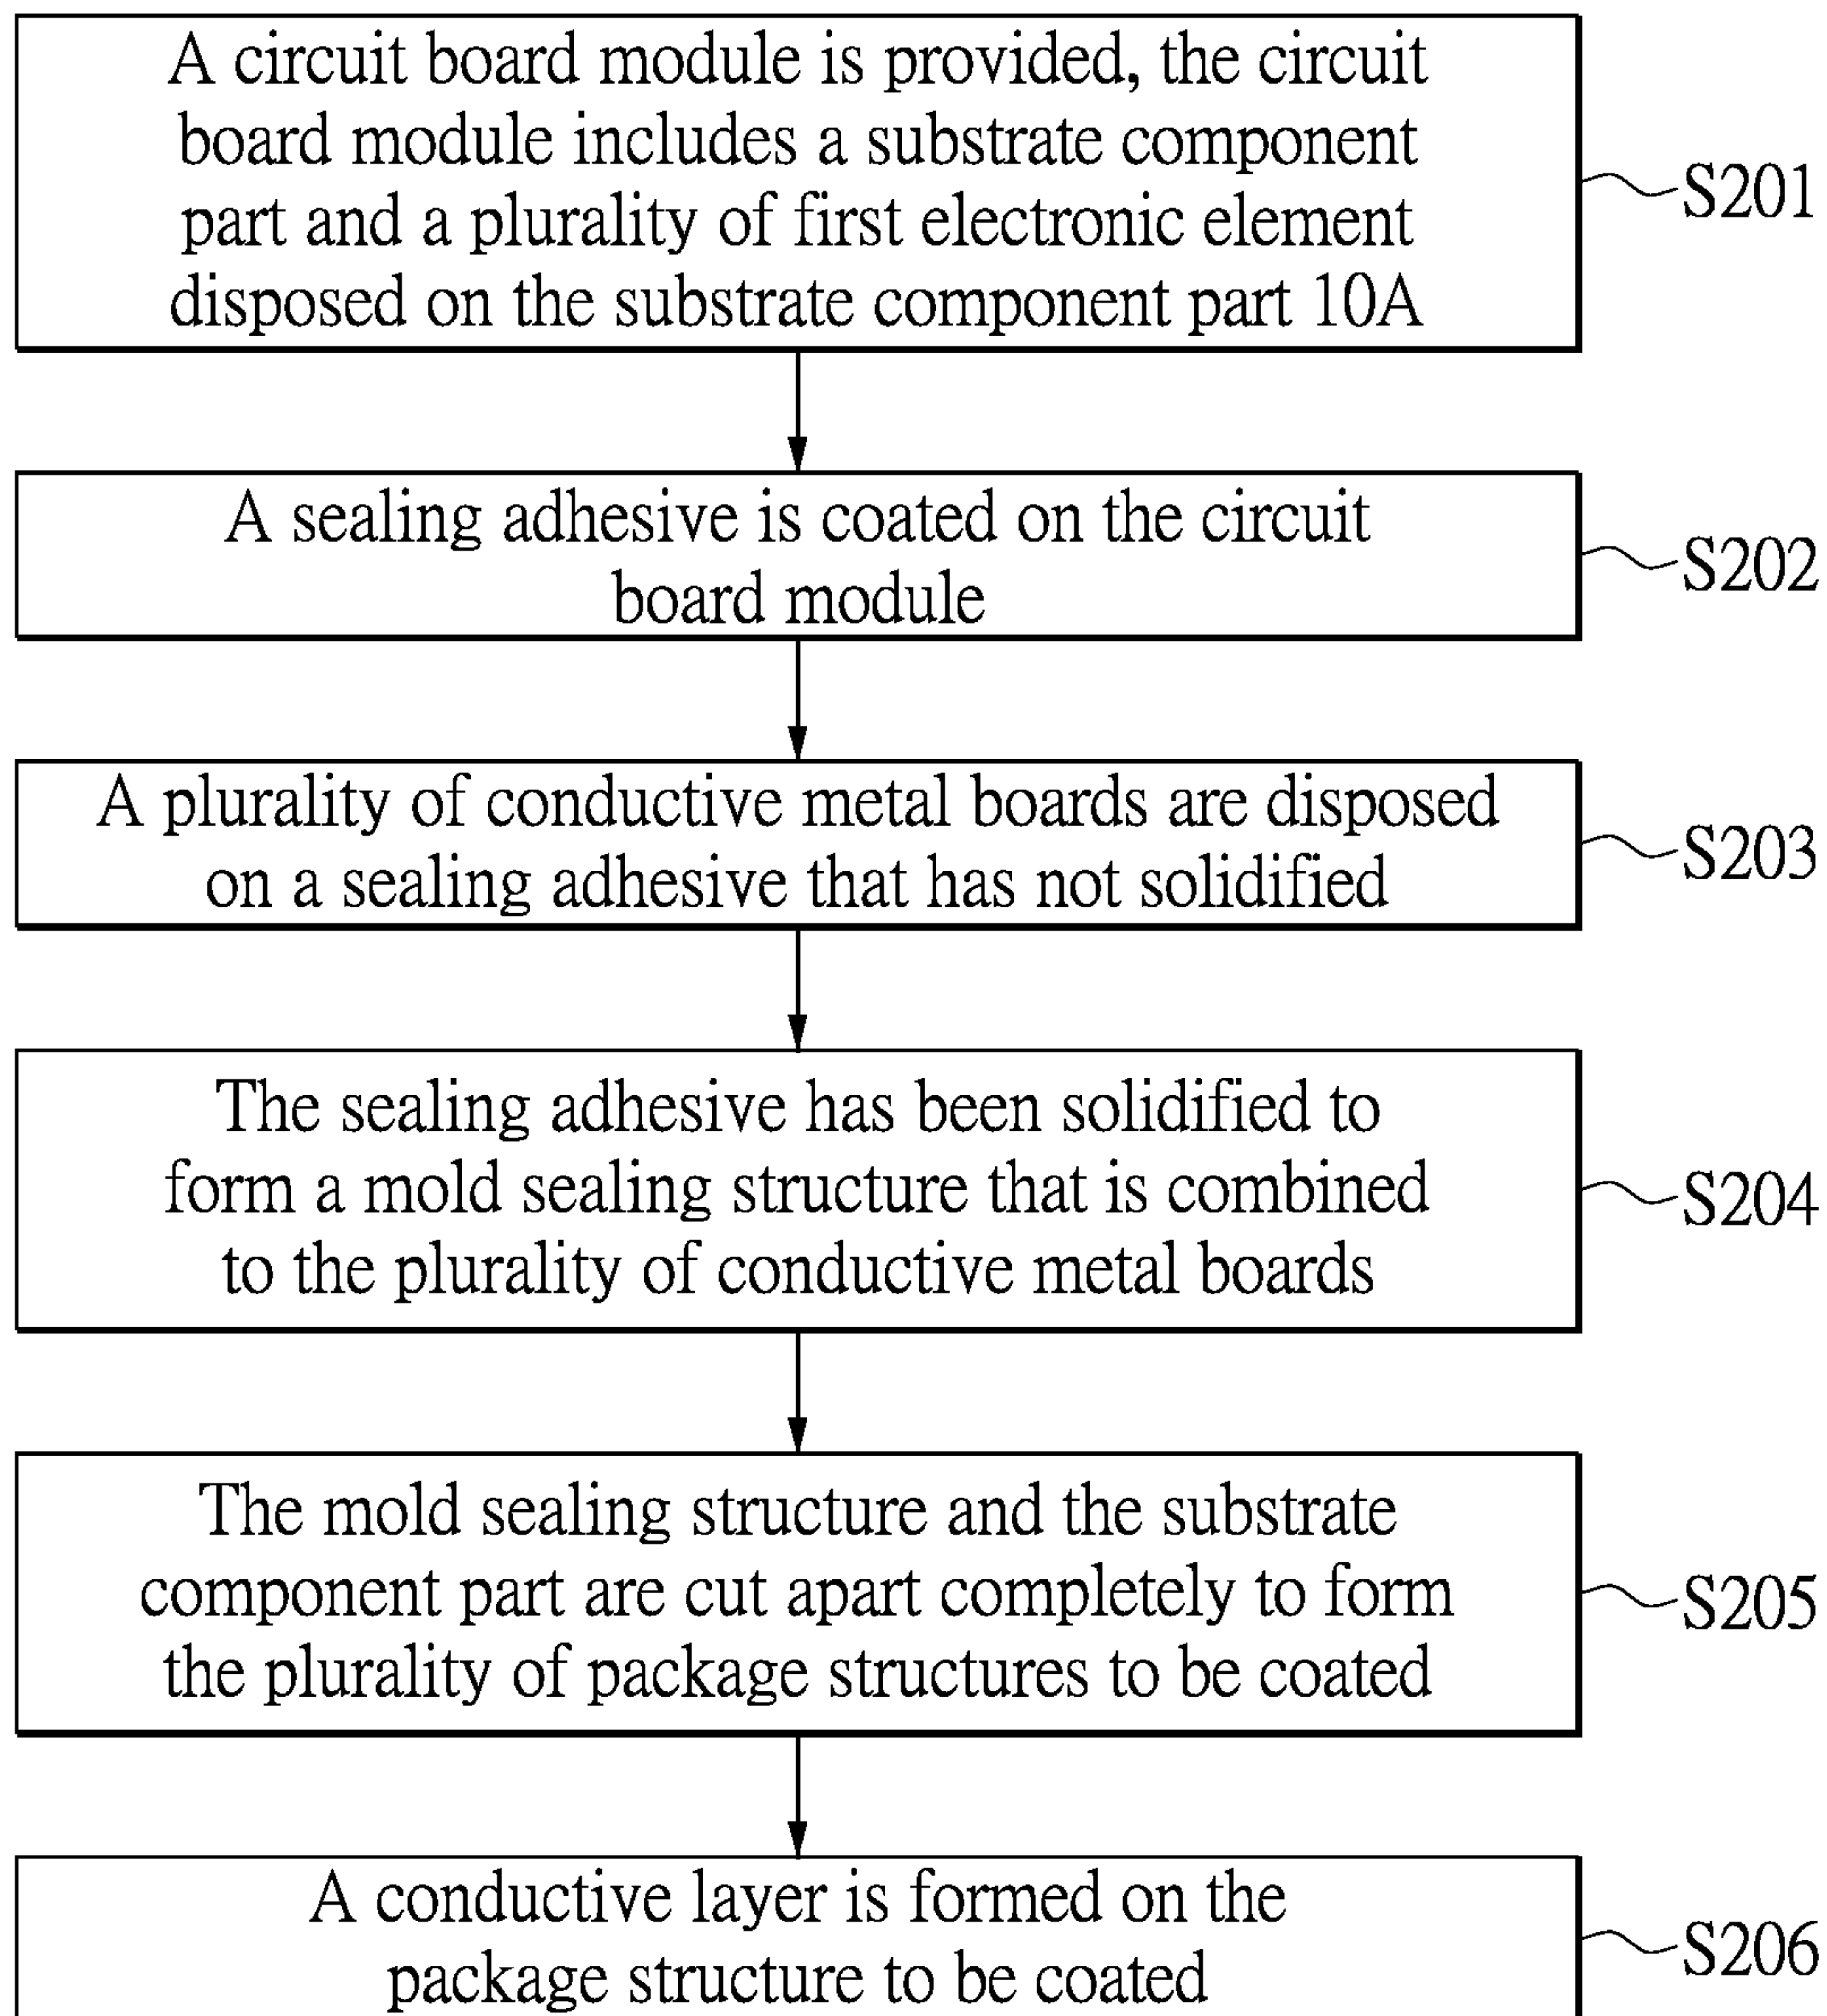 A circuit board module is provided, the circuit
board module includes a substrate component
part and a plurality of first electronic element
disposed on the substrate component part 10A
S201
A sealing adhesive is coated on the circuit
board module
S202
A plurality of conductive metal boards are disposed
on a sealing adhesive that has not solidified
S203
The sealing adhesive has been solidified to
form a mold sealing structure that is combined
to the plurality of conductive metal boards
S204
The mold sealing structure and the substrate
component part are cut apart completely to form
the plurality of package structures to be coated
S205
A conductive layer is formed on the
package structure to be coated
S206